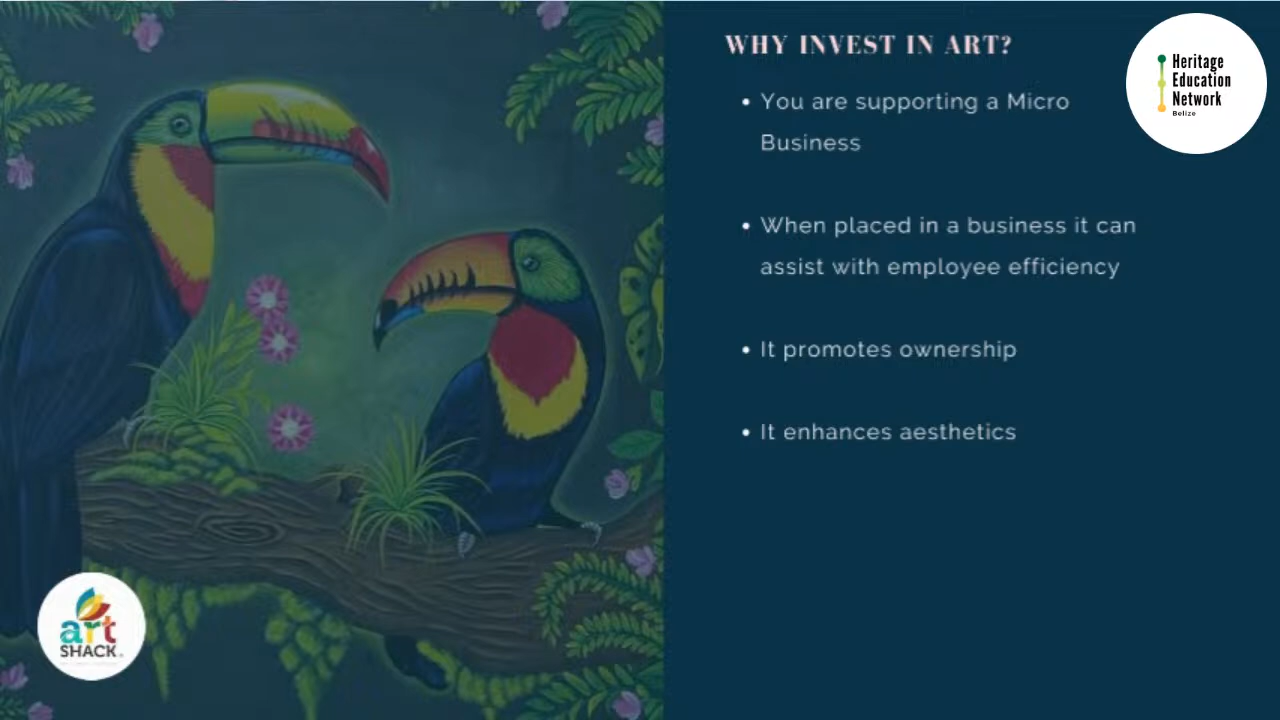 WHY INVEST IN ART?
• You are supporting a Micro
Business
• When placed in a business it can
assist with employee efficiency
• It promotes ownership
• It enhances aesthetics
Heritage
Education
Network
Belize
art
SHACK